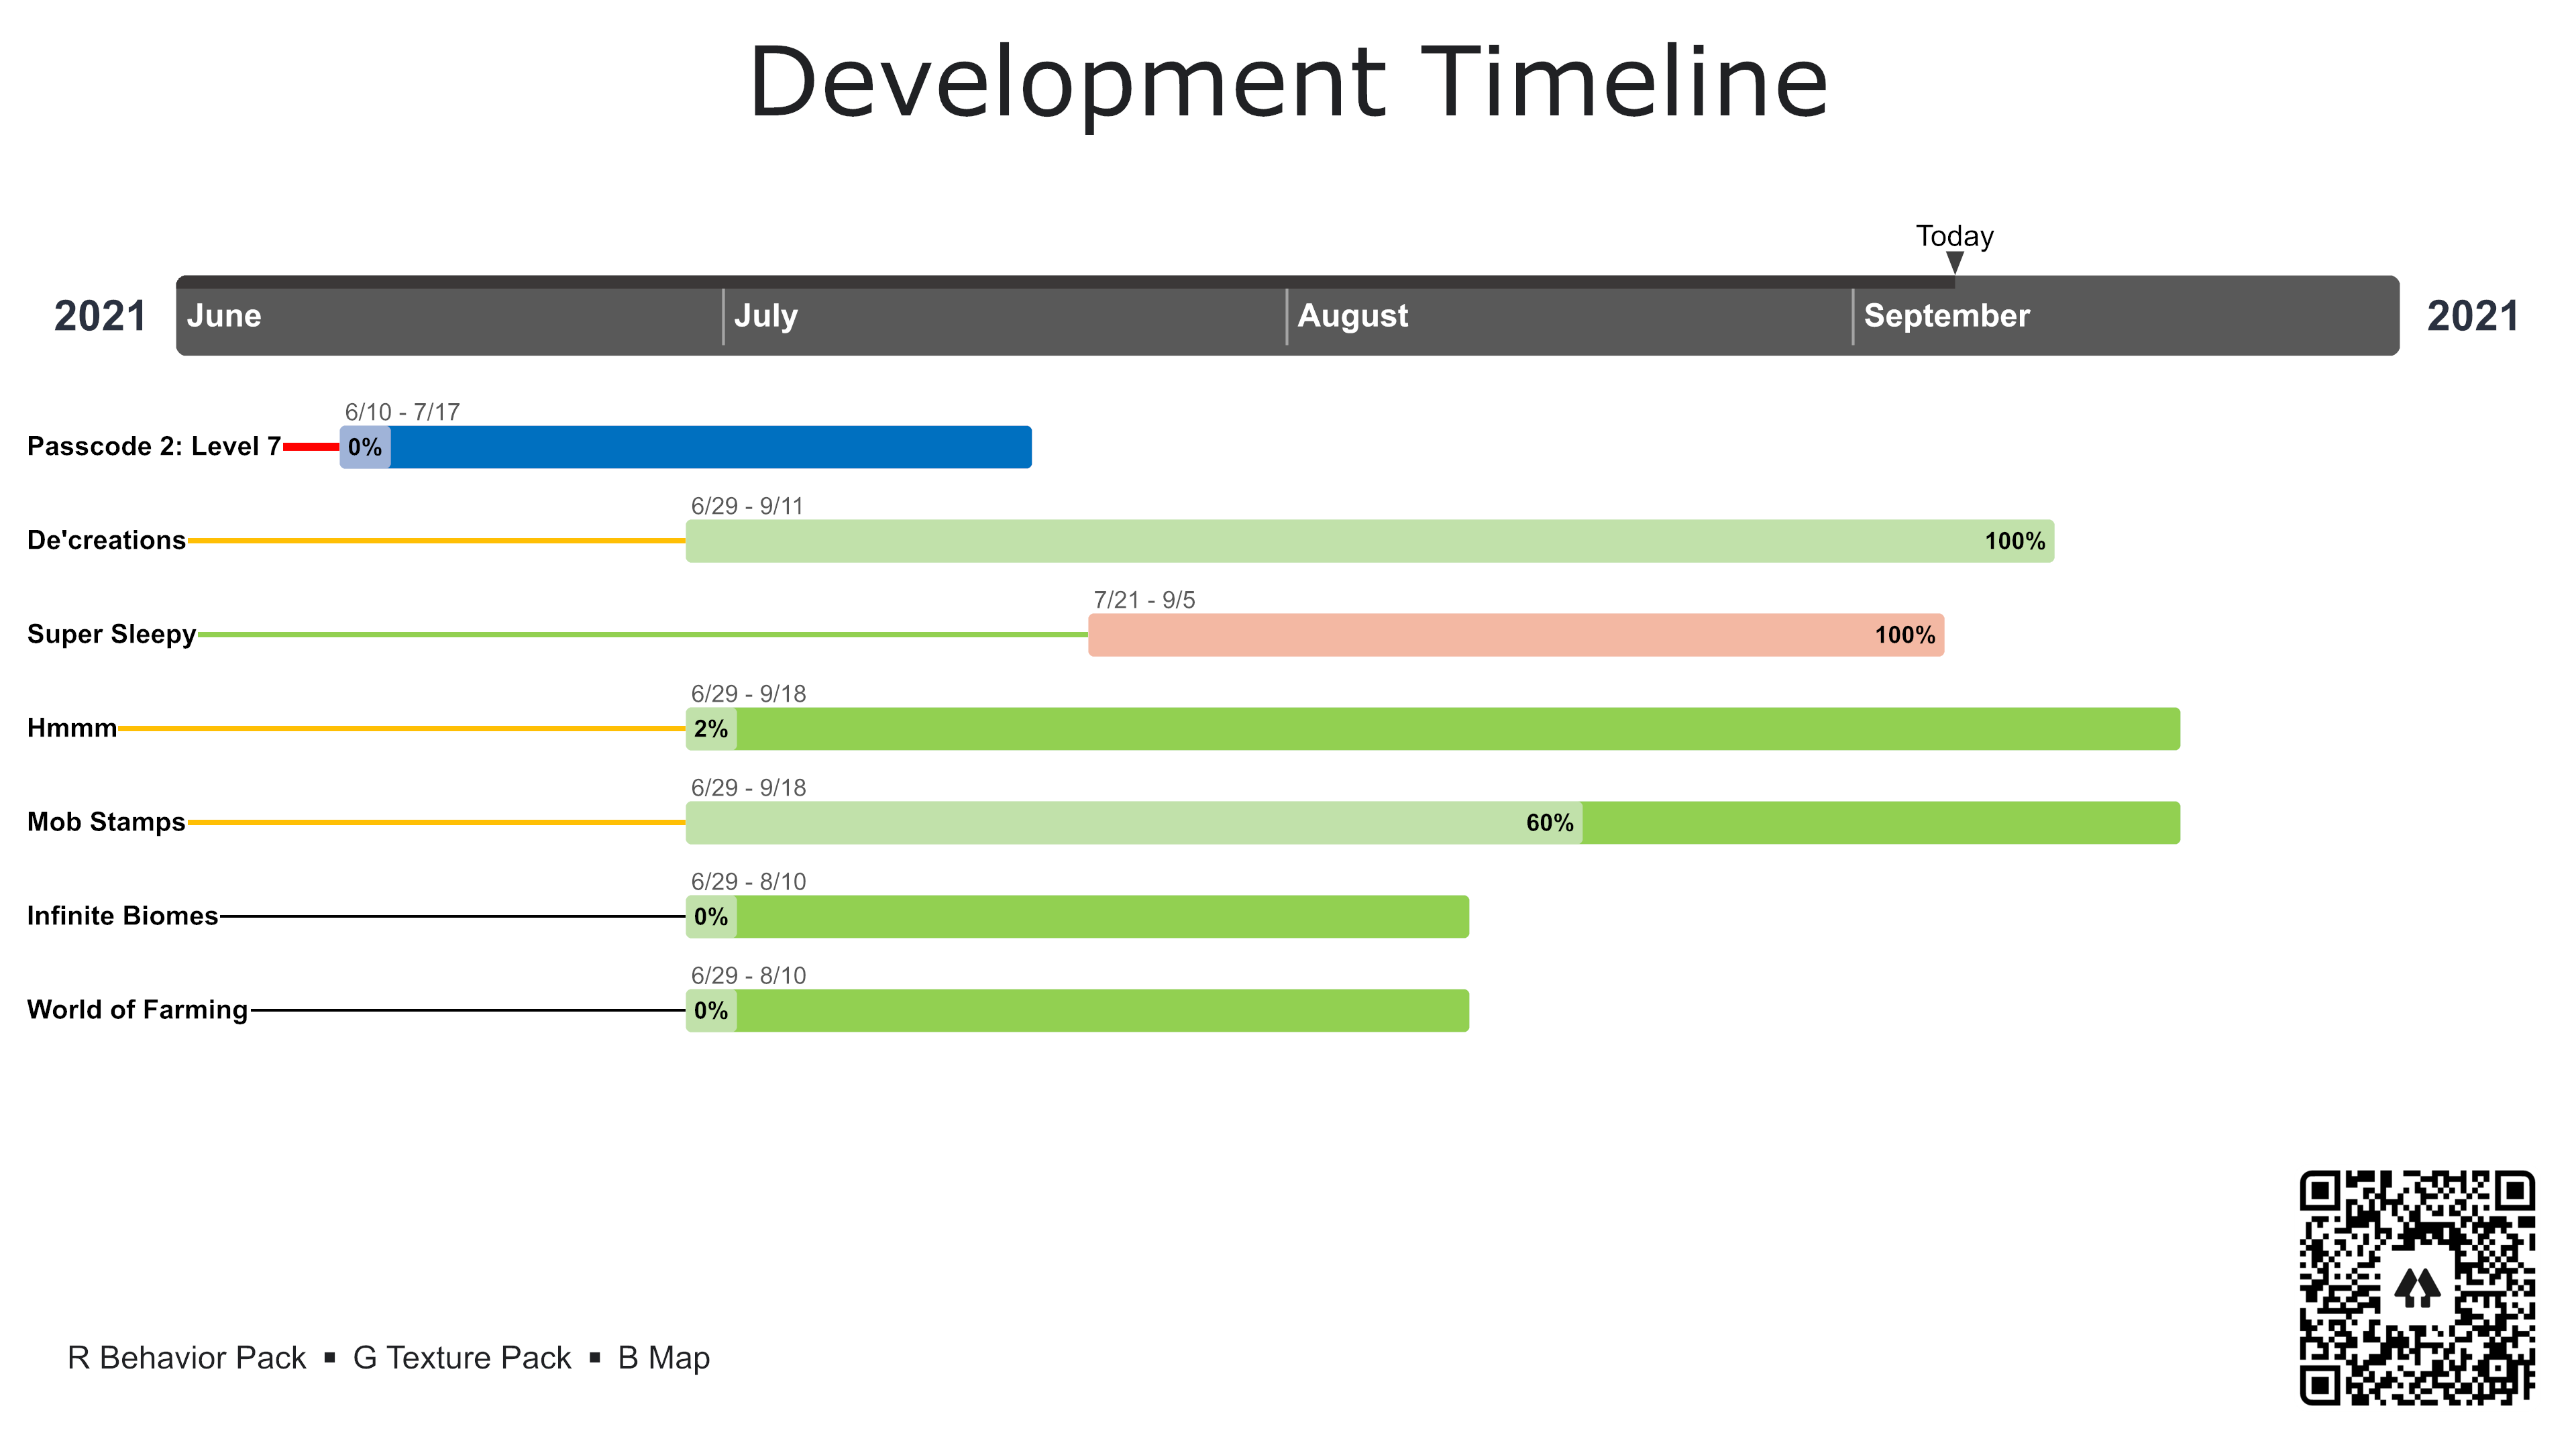 Development Timeline
Today
2021 June July August September 2021
6/10 - 7/17
Passcode 2: Level 7 0%
6/29 - 9/11
De'creations 100%
7/21 - 9/5
Super Sleepy 100%
6/29 - 9/18
Hmmm 2%
6/29 - 9/18
Mob Stamps 60%
6/29 - 8/10
Infinite Biomes 0%
6/29 - 8/10
World of Farming 0%
R Behavior Pack ▪ G Texture Pack ▪ B Map